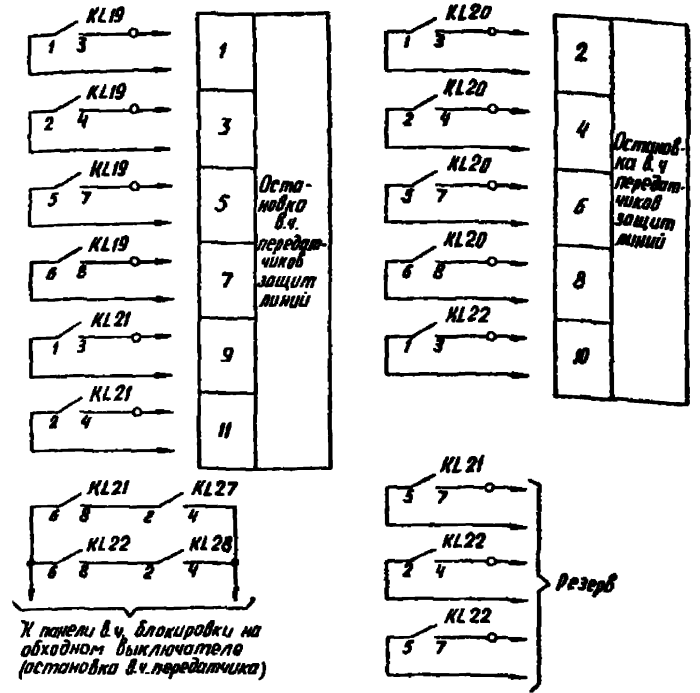 KL19
1 3
KL19
2 4
KL19
5 7
KL19
6 8
KL21
1 3
KL21
2 4
1
3
5
7
9
11
Оста-
новка
в.ч.
передат-
чиков
защит
линий
KL20
1 3
KL20
2 4
KL20
5 7
KL20
6 8
KL22
1 3
2
4
6
8
10
Останов-
ка в.ч
передат-
чиков
защит
линий
KL21 KL27
6 8 2 4
KL22 KL28
6 8 2 4
К панели в.ч. блокировки на
обходном выключателе
(остановка в.ч. передатчика)
KL21
5 7
KL22
2 4
KL22
5 7
Резерв